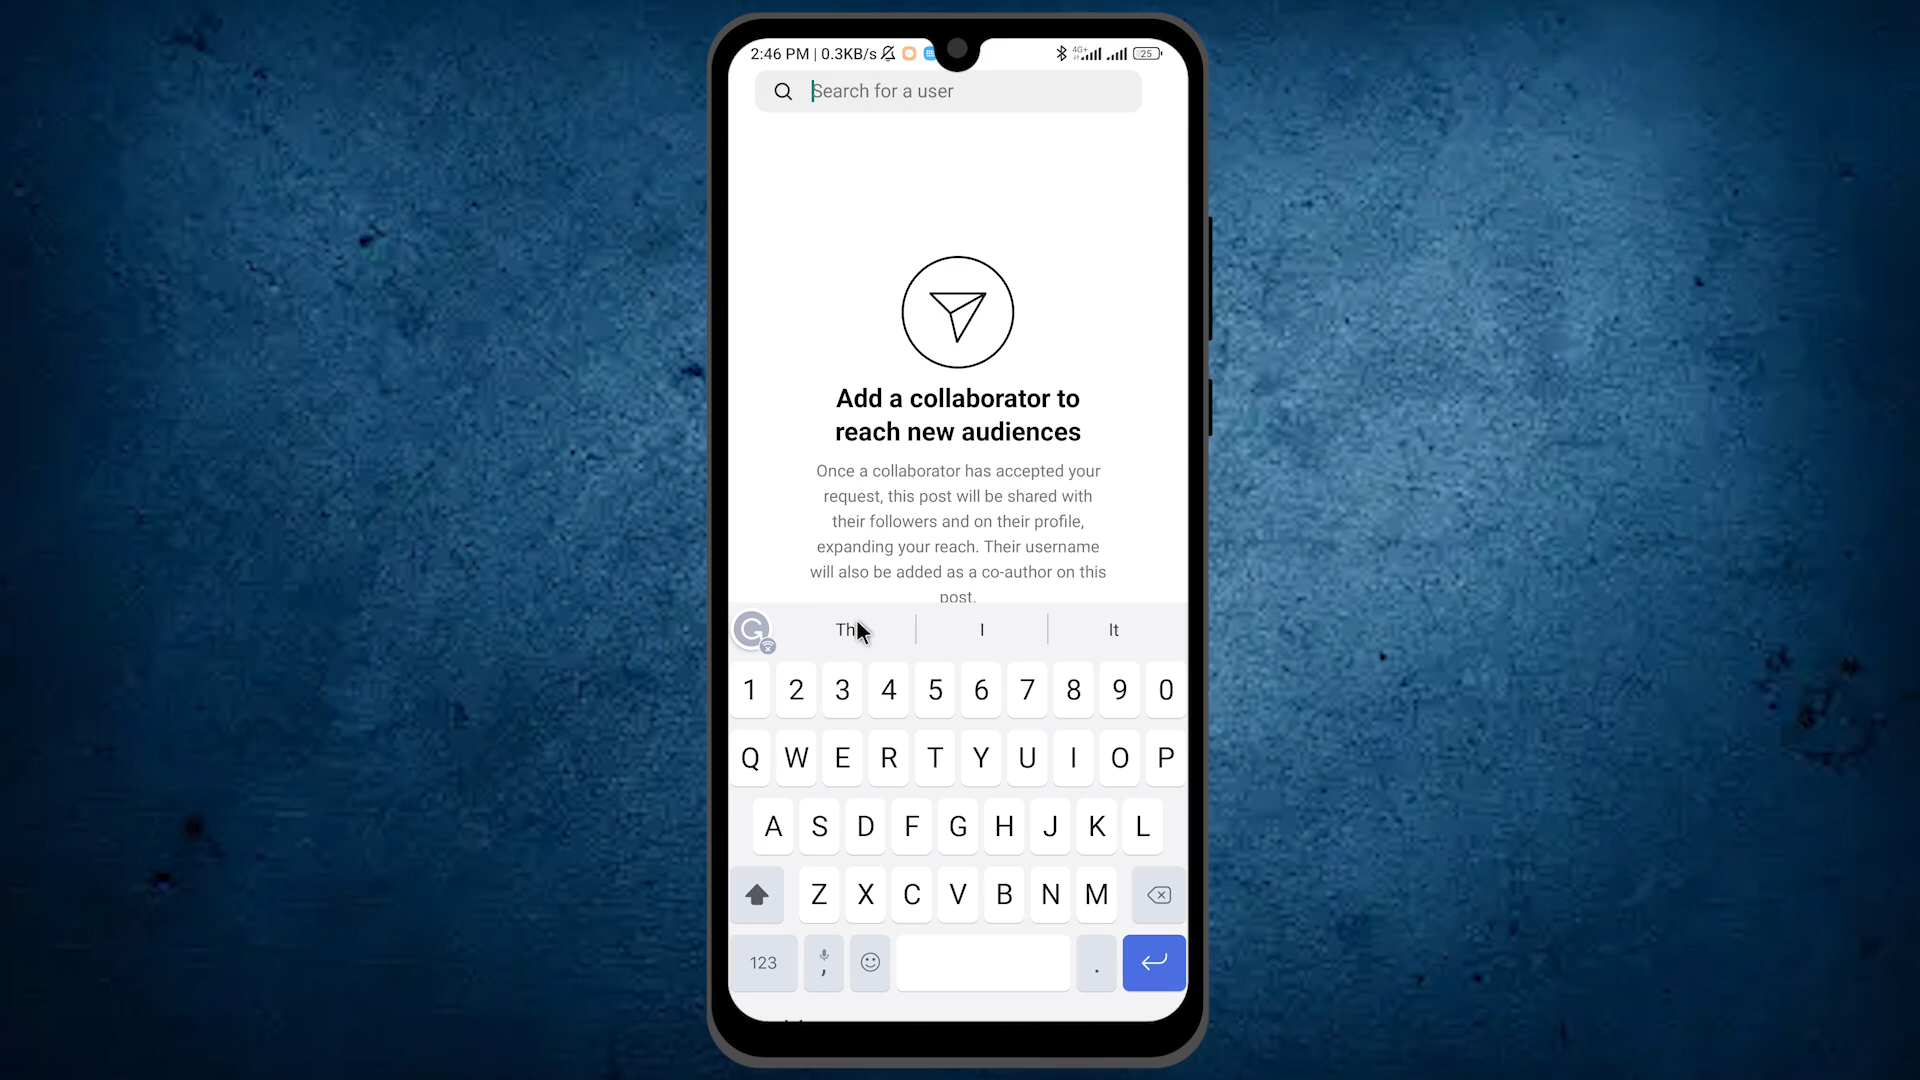 2:46 PM | 0.3KB/s 4G+ 25
Search for a user
Add a collaborator to
reach new audiences
Once a collaborator has accepted your
request, this post will be shared with
their followers and on their profile,
expanding your reach. Their username
will also be added as a co-author on this
post.
I It
1 2 3 4 5 6 7 8 9 0
Q W E R T Y U I O P
A S D F G H J K L
Z X C V B N M
123 , .